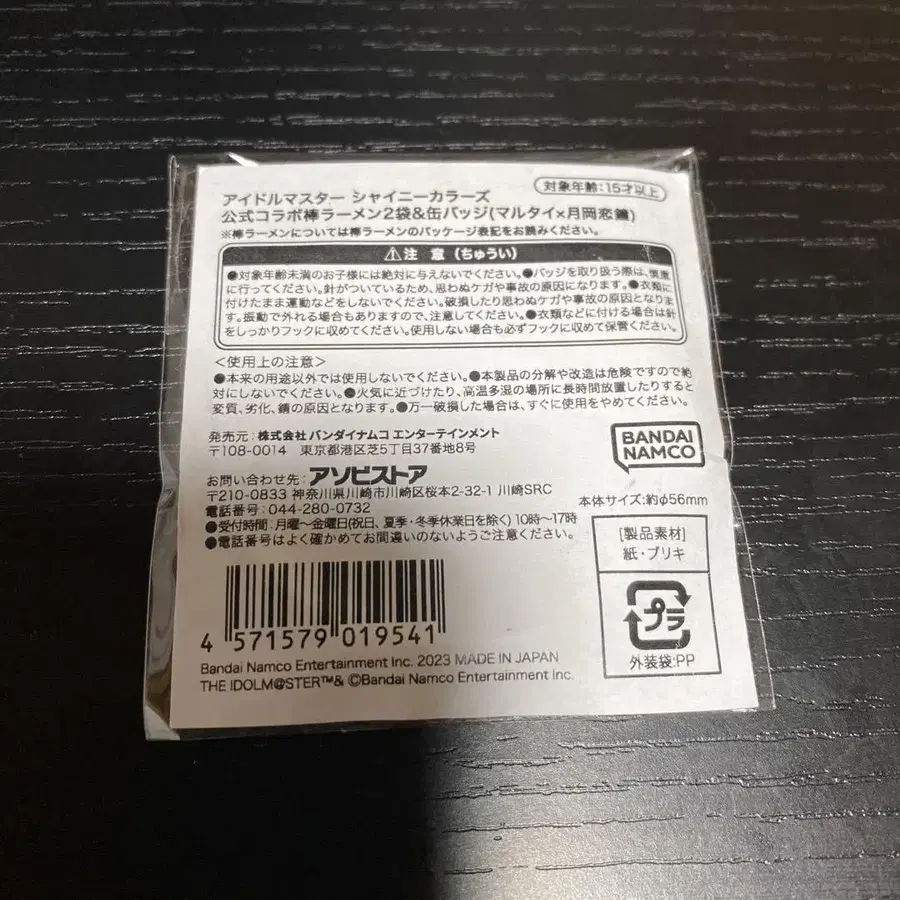 対象年齢:15才以上
アイドルマスター シャイニーカラーズ
公式コラボ棒ラーメン2袋&缶バッジ(マルタイ×月岡恋鐘)
※棒ラーメンについては棒ラーメンのパッケージ表記をお読みください。
⚠注 意(ちゅうい)
●対象年齢未満のお子様には絶対に与えないでください。●バッジを取り扱う際は、慎重
に行ってください。針がついているため、思わぬケガや事故の原因になります。●衣類に
付けたまま運動などをしないでください。破損したり思わぬケガや事故の原因となりま
す。振動で外れる場合もありますので、注意してください。●衣類などに付ける場合は針
をしっかりフックに収めてください。使用しない場合も必ずフックに収めて保管ください。
<使用上の注意>
●本来の用途以外では使用しないでください。●本製品の分解や改造は危険ですので絶
対にしないでください。●火気に近づけたり、高温多湿の場所に長時間放置したりすると
変質、劣化、錆の原因となります。●万一破損した場合は、すぐに使用をやめてください。
発売元:株式会社バンダイナムコ エンターテインメント
〒108-0014 東京都港区芝5丁目37番地8号
BANDAI
NAMCO
お問い合わせ先:アソビストア
〒210-0833 神奈川県川崎市川崎区桜本2-32-1 川崎SRC
電話番号:044-280-0732
●受付時間:月曜～金曜日(祝日、夏季・冬季休業日を除く)10時～17時
●電話番号はよく確かめてお間違いのないようご注意ください。
本体サイズ:約φ56mm
[製品素材]
紙・ブリキ
プラ
外装袋:PP
4 571579 019541
Bandai Namco Entertainment Inc. 2023 MADE IN JAPAN
THE IDOLM@STER™& ©Bandai Namco Entertainment Inc.